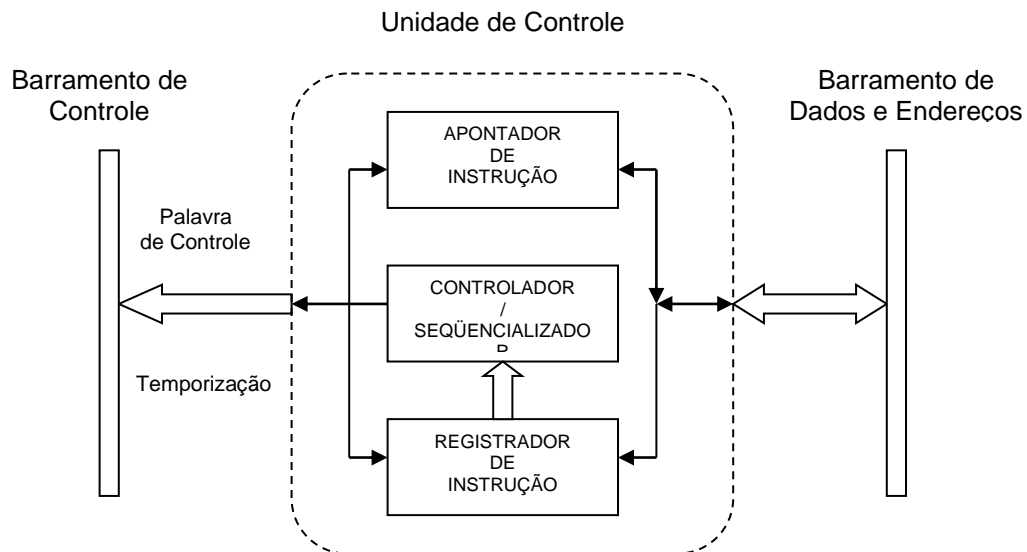 Unidade de Controle
Barramento de
Controle
Barramento de
Dados e Endereços
APONTADOR
DE
INSTRUÇÃO
Palavra
de Controle
CONTROLADOR
/
SEQÜENCIALIZADO
R
Temporização
REGISTRADOR
DE
INSTRUÇÃO